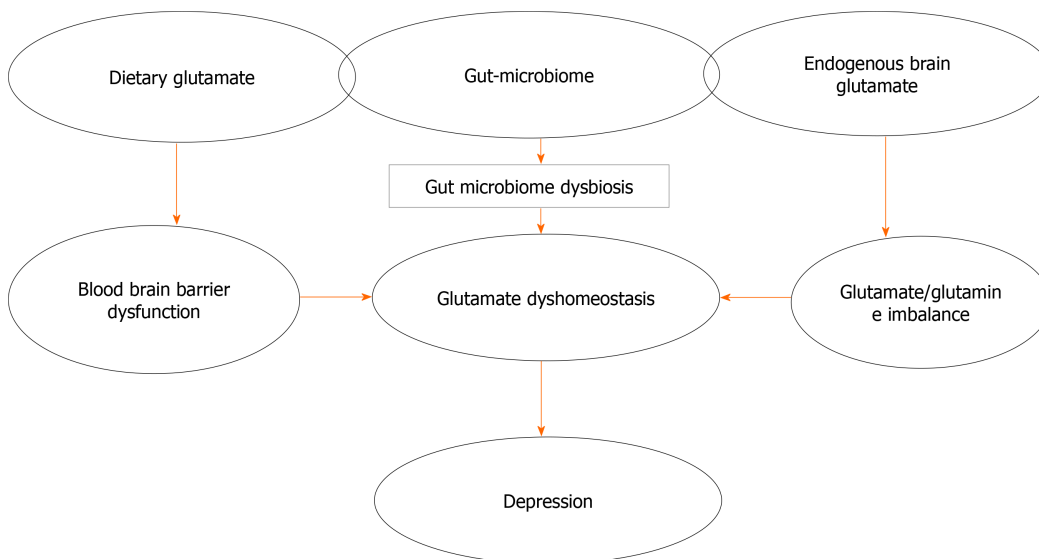 Dietary glutamate
Gut-microbiome
Endogenous brain
glutamate
Gut microbiome dysbiosis
Blood brain barrier
dysfunction
Glutamate dyshomeostasis
Glutamate/glutamin
e imbalance
Depression